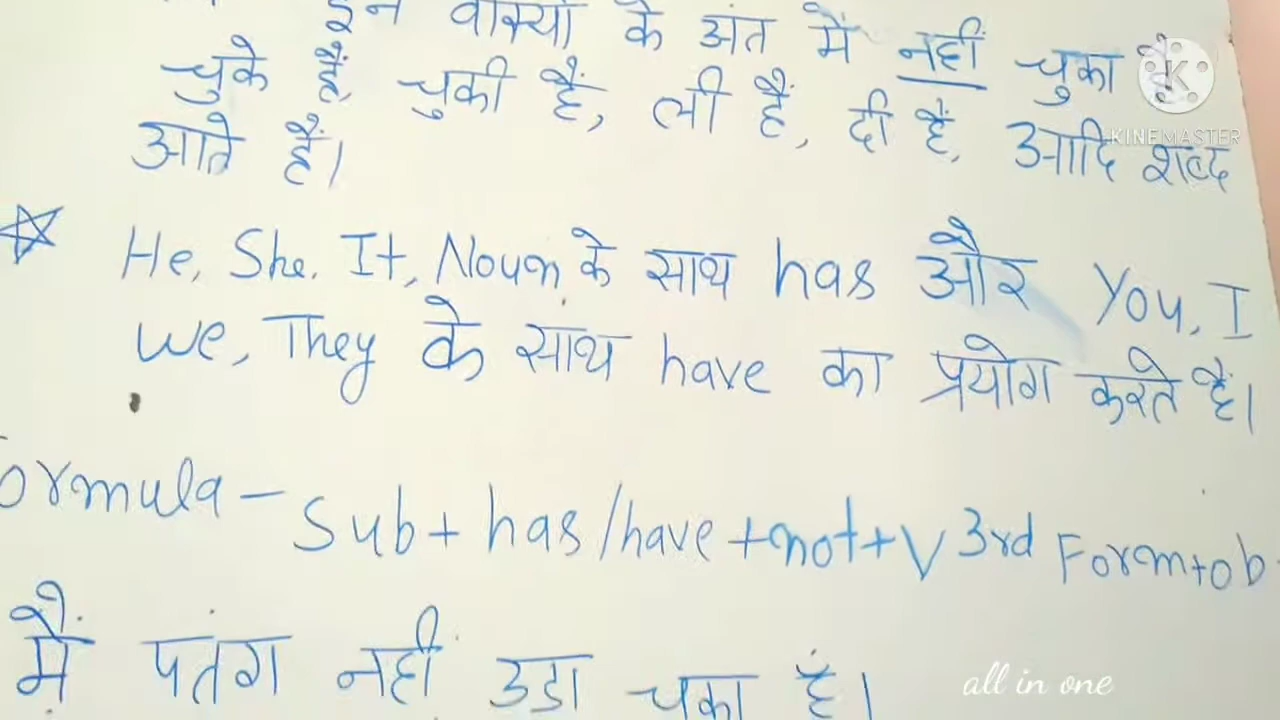 इन वाक्यों के अंत में नहीं चुका है
चुके हैं, चुकी है, ली है, दी है, आदि शब्द
आते हैं।
He, She. It, Noun के साथ has और You, I
We, They के साथ have का प्रयोग करते हैं।
ormula - Sub + has/have + not + V 3rd Form + ob
मैं पतंग नहीं उडा चुका हूँ।
KINEMASTER
all in one